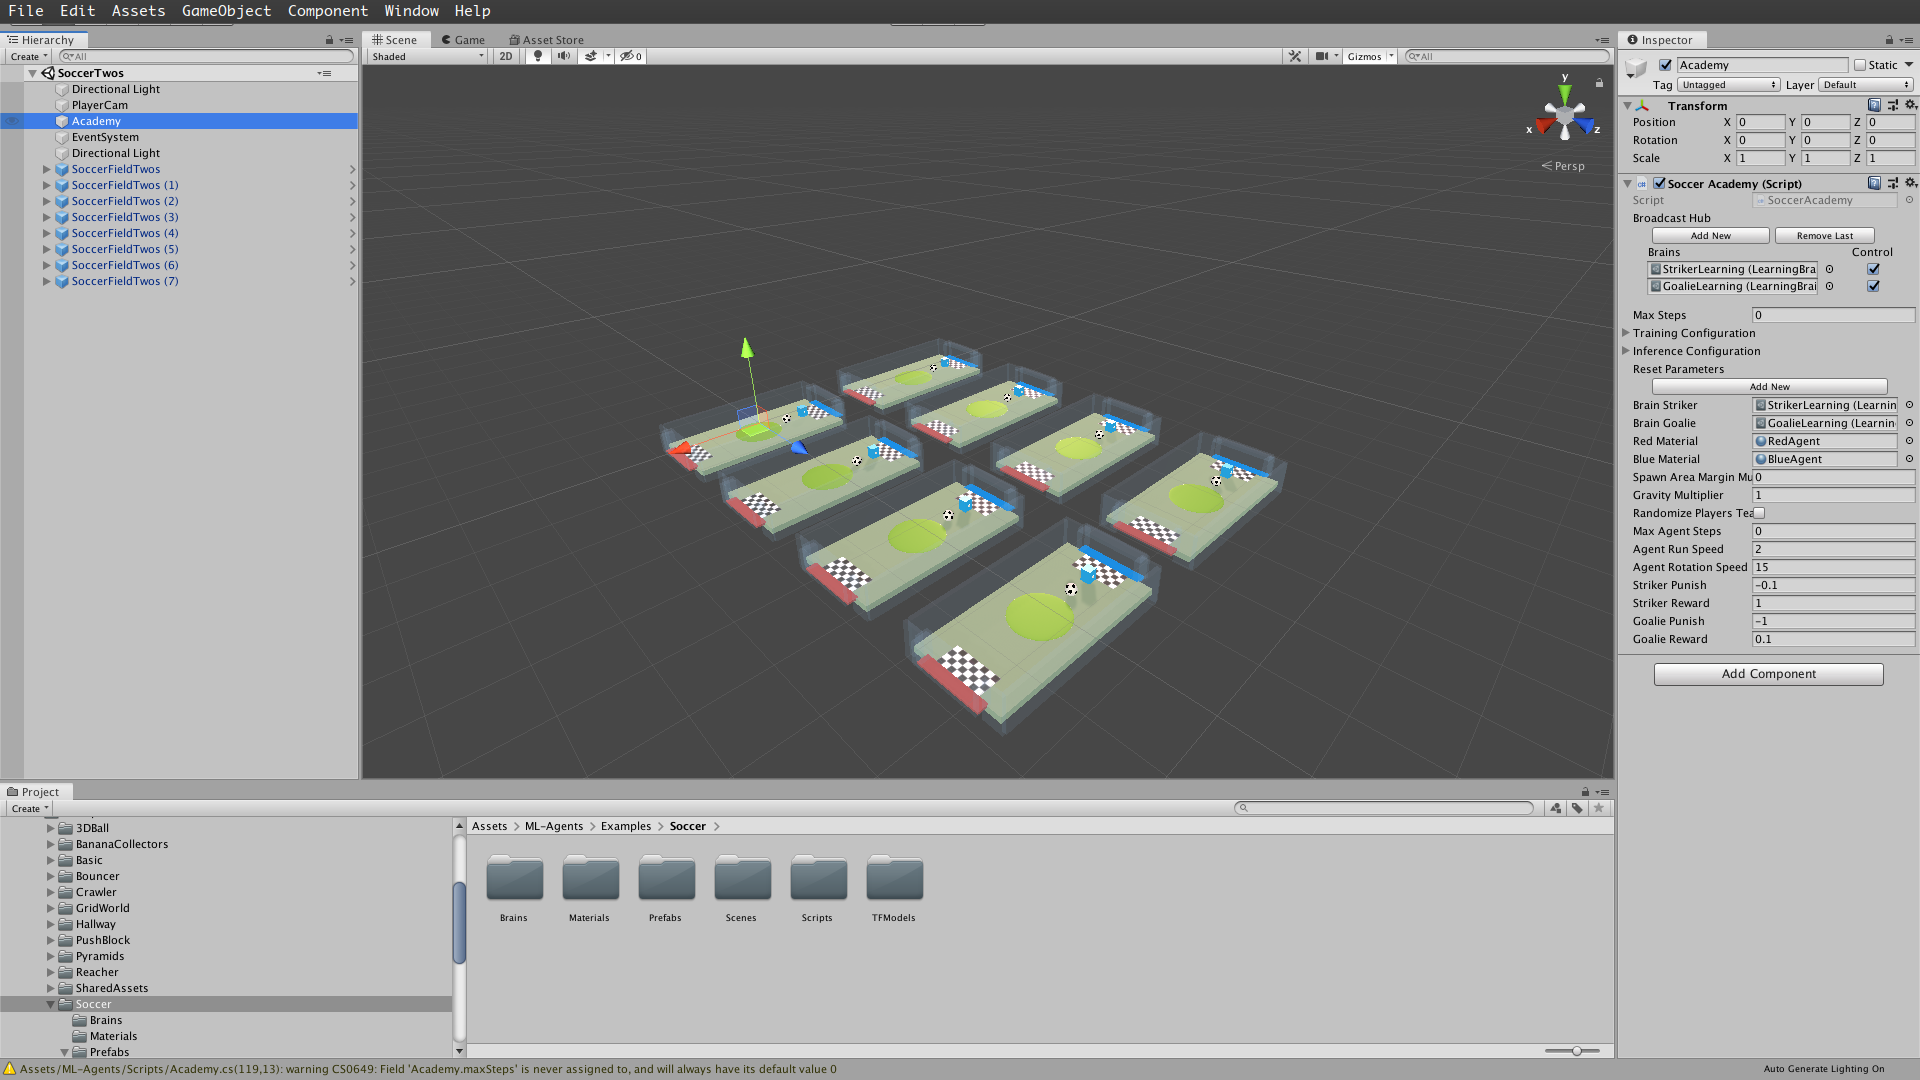 File Edit Assets GameObject Component Window Help
Hierarchy
Create All
SoccerTwos
Directional Light
PlayerCam
Academy
EventSystem
Directional Light
SoccerFieldTwos
SoccerFieldTwos (1)
SoccerFieldTwos (2)
SoccerFieldTwos (3)
SoccerFieldTwos (4)
SoccerFieldTwos (5)
SoccerFieldTwos (6)
SoccerFieldTwos (7)
Scene Game Asset Store
Shaded 2D 0 Gizmos All
y
x z
Persp
Inspector
Academy Static
Tag Untagged Layer Default
Transform
Position X 0 Y 0 Z 0
Rotation X 0 Y 0 Z 0
Scale X 1 Y 1 Z 1
Soccer Academy (Script)
Script SoccerAcademy
Broadcast Hub
Add New Remove Last
Brains Control
StrikerLearning (LearningBra
GoalieLearning (LearningBrai
Max Steps 0
Training Configuration
Inference Configuration
Reset Parameters
Add New
Brain Striker StrikerLearning (Learnin
Brain Goalie GoalieLearning (Learnin
Red Material RedAgent
Blue Material BlueAgent
Spawn Area Margin Mu 0
Gravity Multiplier 1
Randomize Players Tea
Max Agent Steps 0
Agent Run Speed 2
Agent Rotation Speed 15
Striker Punish -0.1
Striker Reward 1
Goalie Punish -1
Goalie Reward 0.1
Add Component
Project
Create
3DBall
BananaCollectors
Basic
Bouncer
Crawler
GridWorld
Hallway
PushBlock
Pyramids
Reacher
SharedAssets
Soccer
Brains
Materials
Prefabs
Assets > ML-Agents > Examples > Soccer >
Brains Materials Prefabs Scenes Scripts TFModels
Assets/ML-Agents/Scripts/Academy.cs(119,13): warning CS0649: Field 'Academy.maxSteps' is never assigned to, and will always have its default value 0
Auto Generate Lighting On